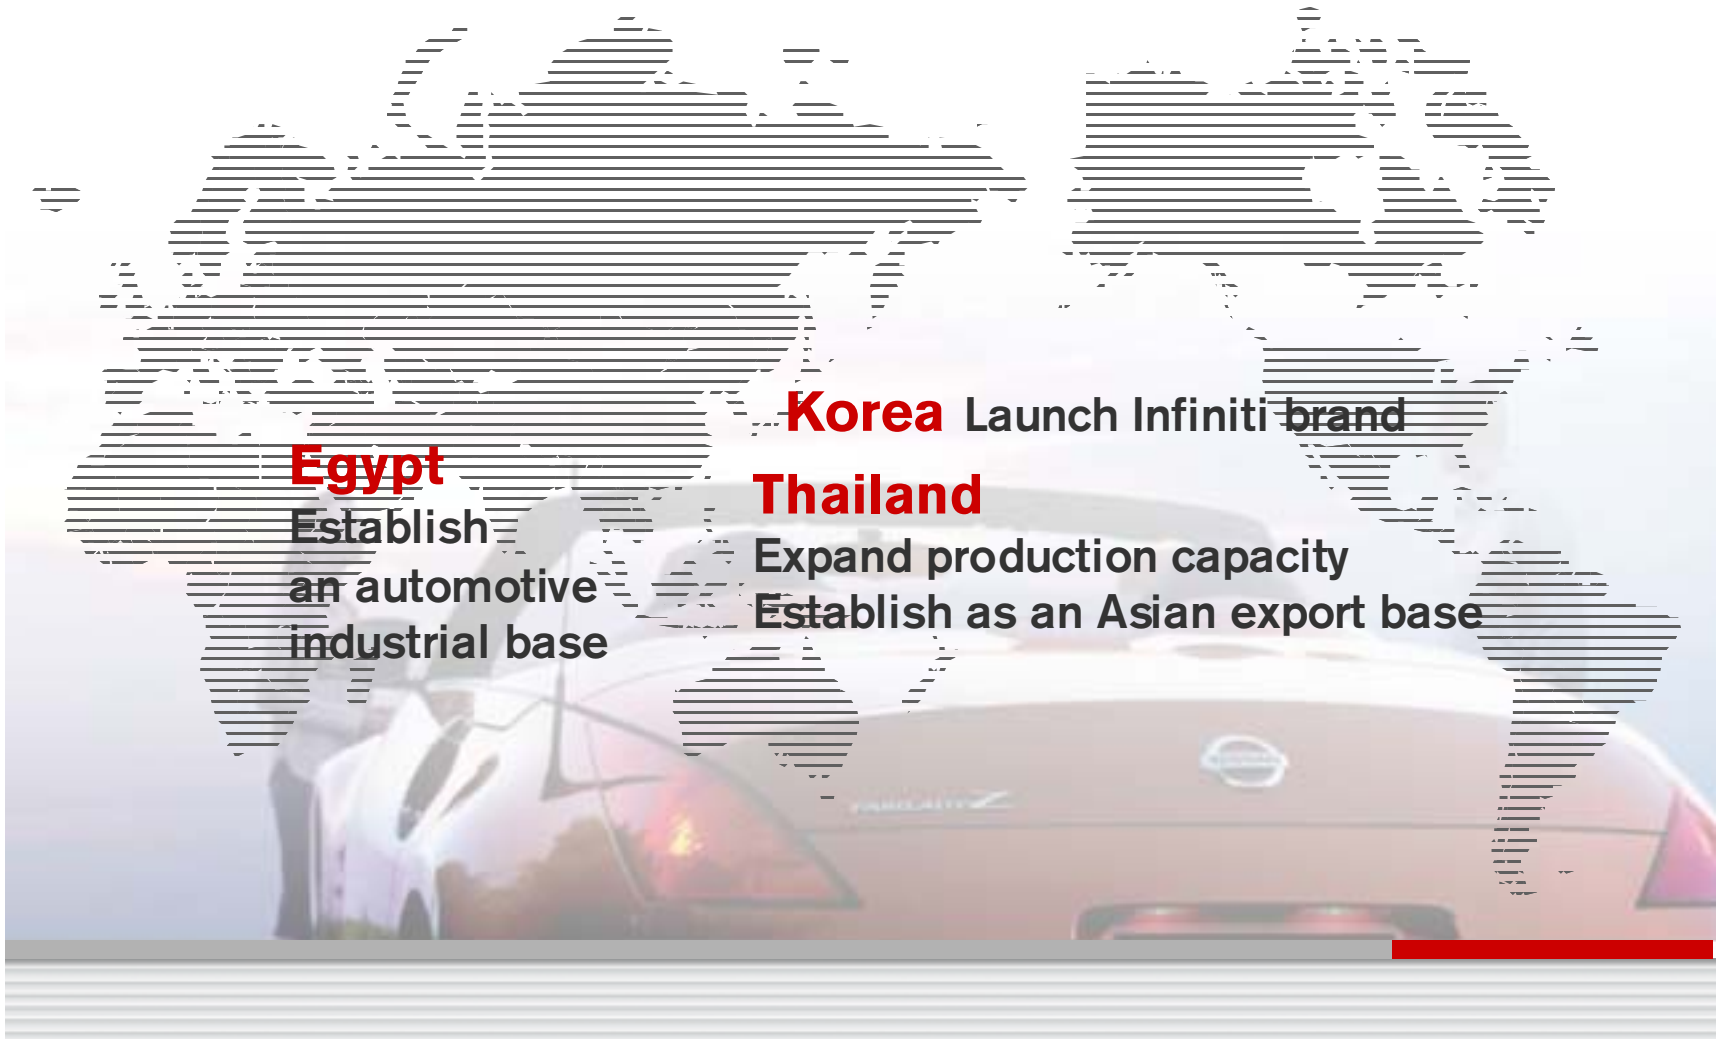 Korea Launch Infiniti brand
Egypt
Establish
an automotive
industrial base
Thailand
Expand production capacity
Establish as an Asian export base
FAIRLADY Z